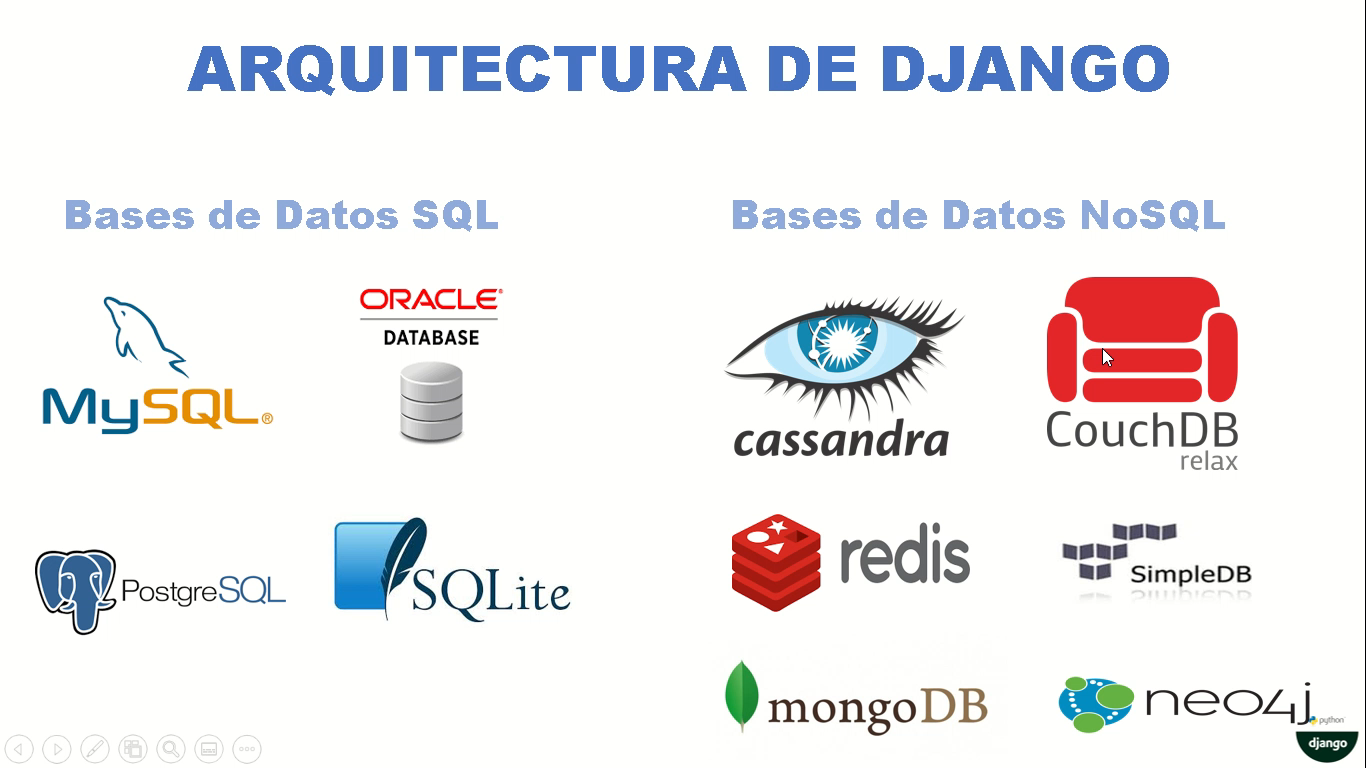 ARQUITECTURA DE DJANGO
Bases de Datos SQL
Bases de Datos NoSQL
MySQL®
ORACLE®
DATABASE
cassandra
CouchDB
relax
PostgreSQL
SQLite
redis
SimpleDB
mongoDB
neo4j
python
django